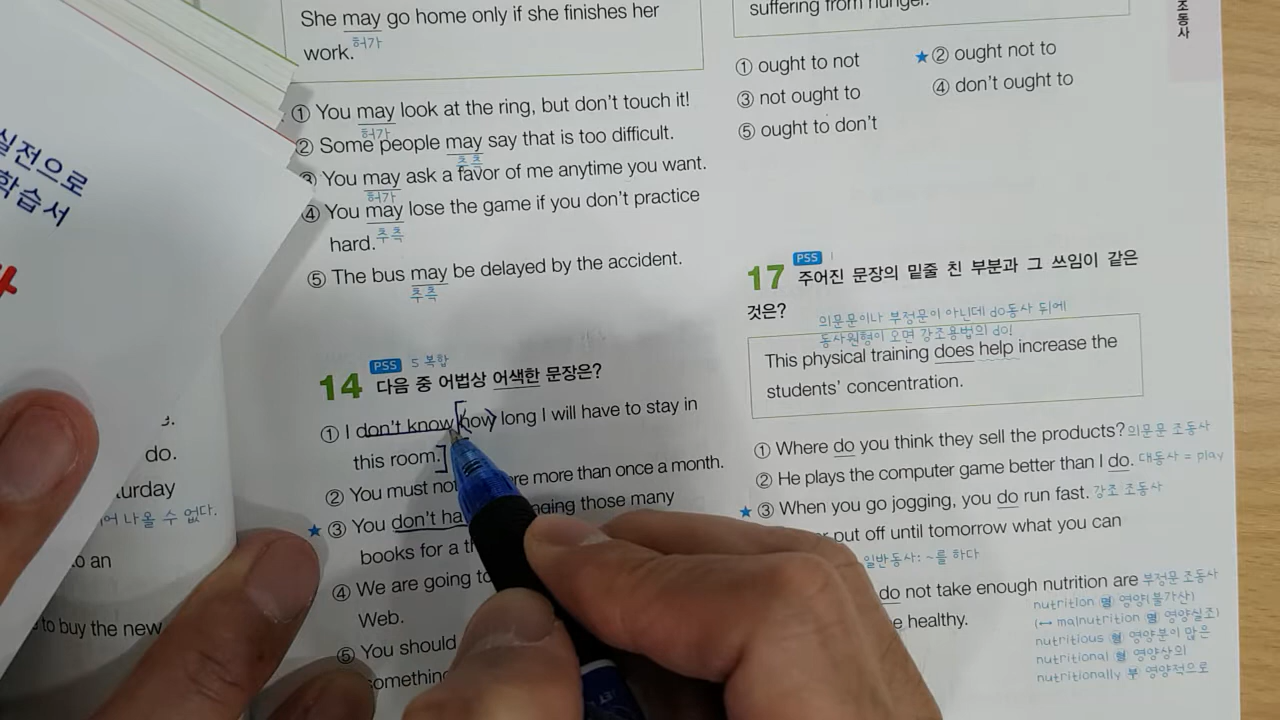 실전으로
학습서
do.
urday
어 나올 수 없다.
to an
to buy the new
She may go home only if she finishes her
work.
허가
① You may look at the ring, but don't touch it!
허가
② Some people may say that is too difficult.
추측
③ You may ask a favor of me anytime you want.
허가
④ You may lose the game if you don't practice
hard.
추측
⑤ The bus may be delayed by the accident.
추측
PSS 5 복합
14 다음 중 어법상 어색한 문장은?
① I don't know how long I will have to stay in
this room.
② You must not more than once a month.
★ ③ You don't those many
books for a
④ We are going to
Web.
⑤ You should
something
suffering from hunger.
① ought to not
★ ② ought not to
③ not ought to
④ don't ought to
⑤ ought to don't
PSS 1
17 주어진 문장의 밑줄 친 부분과 그 쓰임이 같은
것은?
의문문이나 부정문이 아닌데 do동사 뒤에
동사원형이 오면 강조용법의 do!
This physical training does help increase the
students' concentration.
① Where do you think they sell the products? 의문문 조동사
② He plays the computer game better than I do. 대동사 = play
★ ③ When you go jogging, you do run fast. 강조 조동사
put off until tomorrow what you can
일반동사: ~를 하다
do not take enough nutrition are 부정문 조동사
healthy.
nutrition 명 영양(불가산)
(↔ malnutrition 명 영양실조)
nutritious 형 영양분이 많은
nutritional 형 영양상의
nutritionally 부 영양적으로
조동사